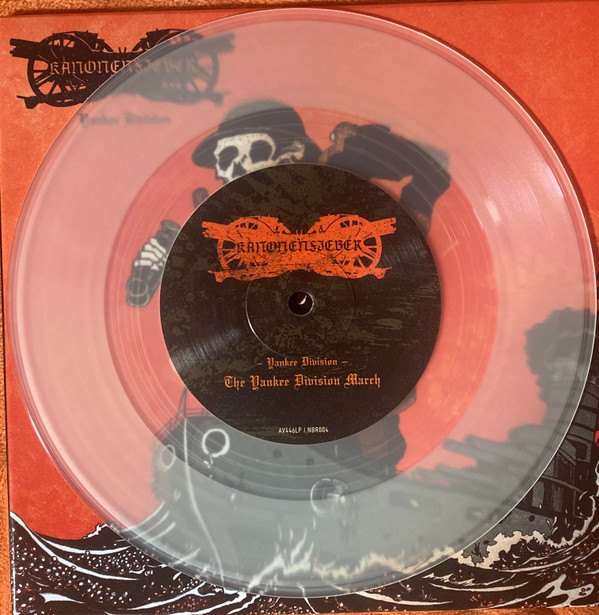 KANONENFIEBER
Yankee Division
KANONENFIEBER
– Yankee Division –
The Yankee Division March
AV446LP / NBR004